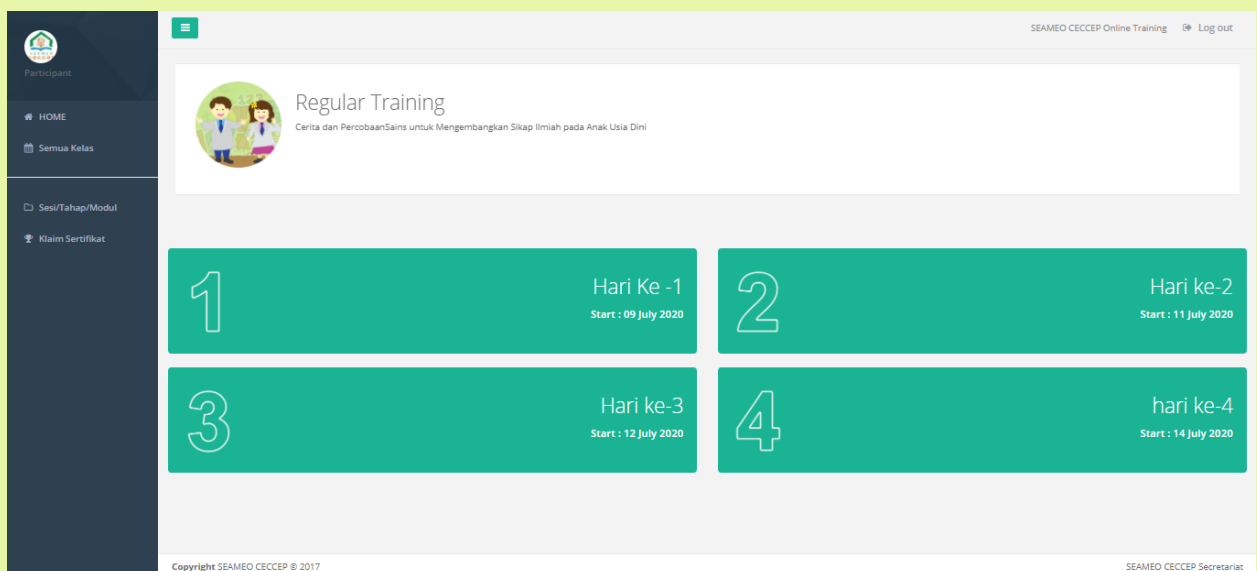 SEAMEO CECCEP Online Training Log out
Participant
HOME
Semua Kelas
Sesi/Tahap/Modul
Klaim Sertifikat
Regular Training
Cerita dan PercobaanSains untuk Mengembangkan Sikap Ilmiah pada Anak Usia Dini
1
Hari Ke -1
Start : 09 July 2020
2
Hari ke-2
Start : 11 July 2020
3
Hari ke-3
Start : 12 July 2020
4
hari ke-4
Start : 14 July 2020
Copyright SEAMEO CECCEP © 2017
SEAMEO CECCEP Secretariat